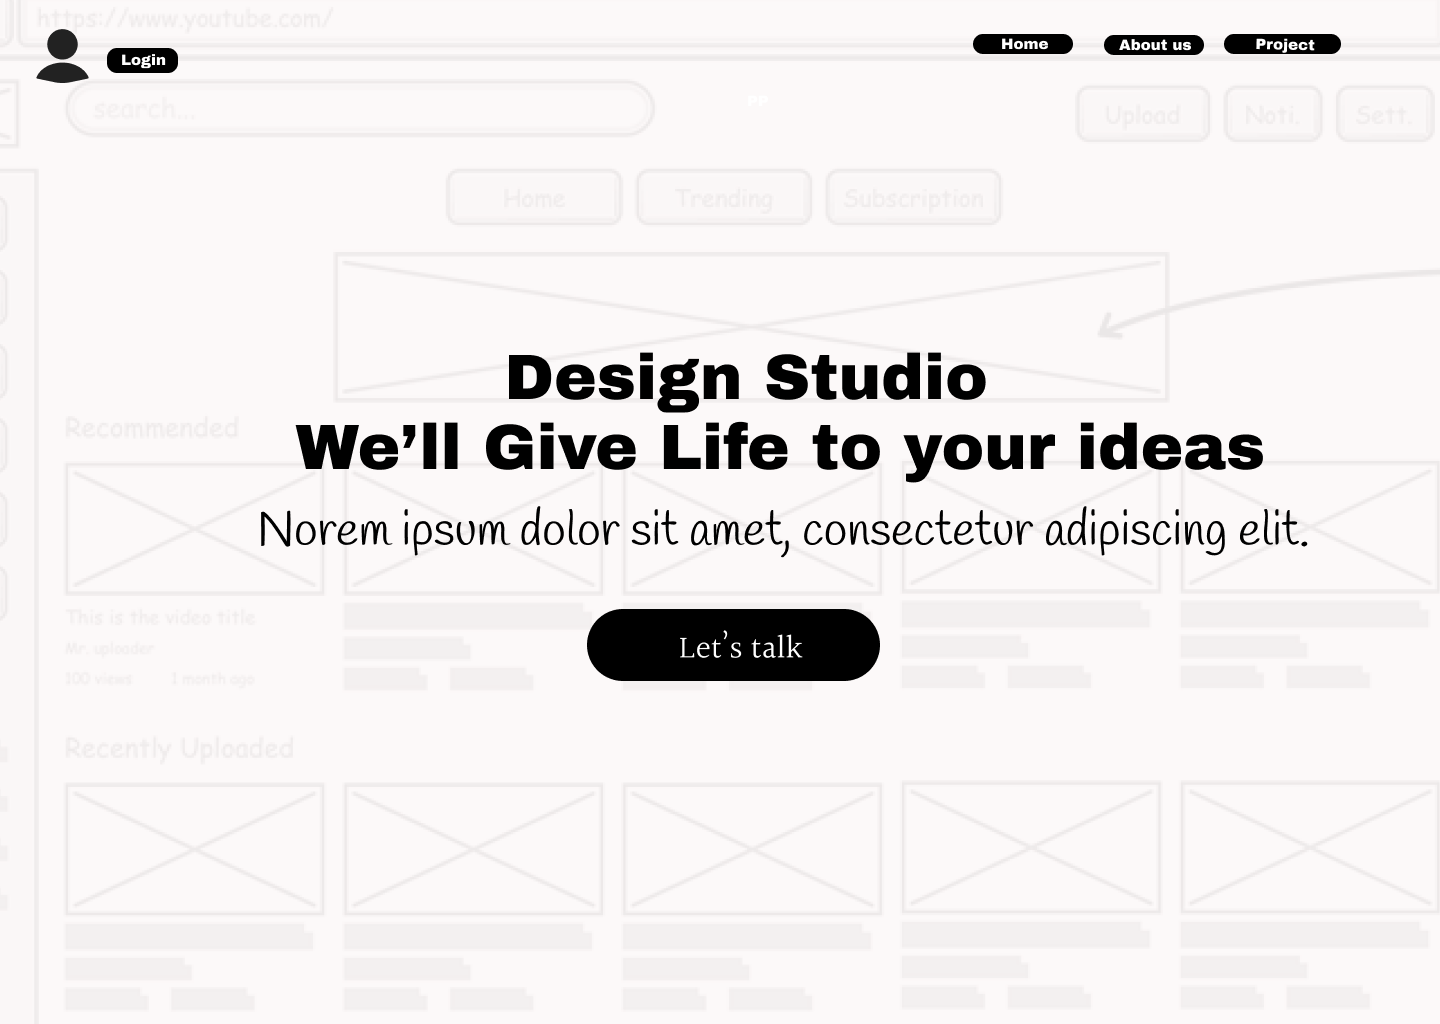 https://www.youtube.com/
Login
Home
About us
Project
search...
PP
Upload
Noti.
Sett.
Home
Trending
Subscription
Design Studio
We’ll Give Life to your ideas
Recommended
Norem ipsum dolor sit amet, consectetur adipiscing elit.
This is the video title
Mr. uploader
100 views
1 month ago
Let’s talk
Recently Uploaded